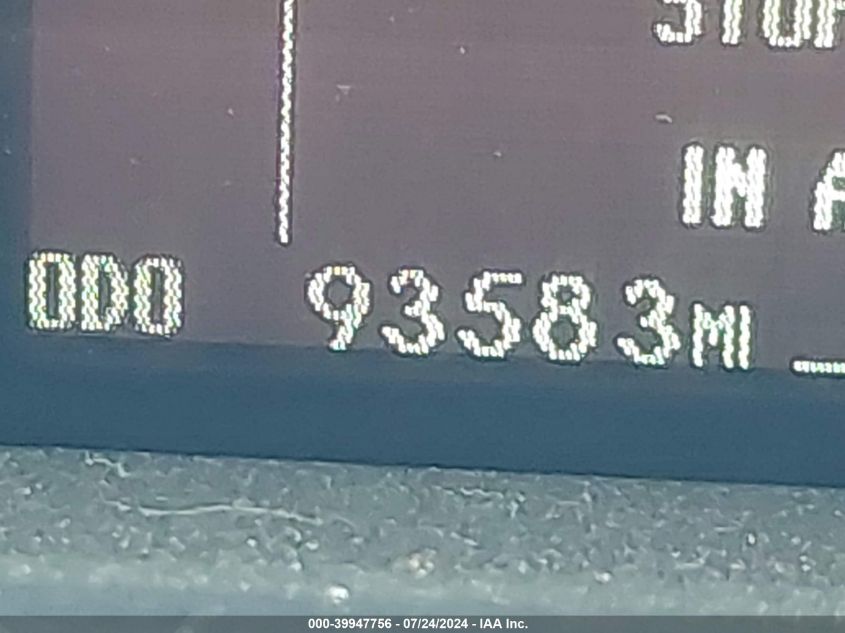 IN
ODO 93583MI
000-39947756 - 07/24/2024 - IAA Inc.